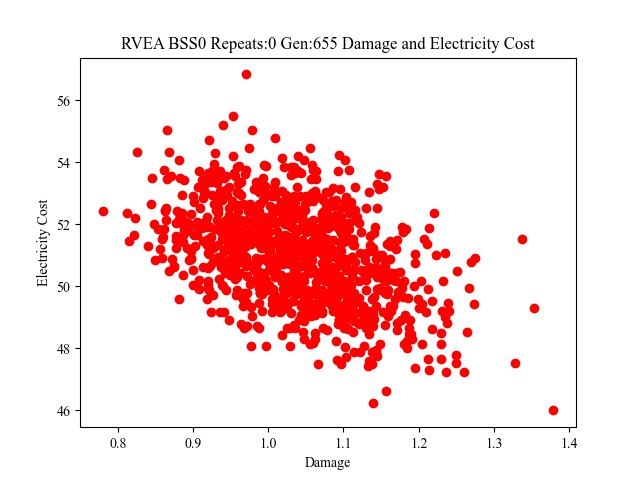 RVEA BSS0 Repeats:0 Gen:655 Damage and Electricity Cost
56
54
52
50
48
46
Electricity Cost
0.8 0.9 1.0 1.1 1.2 1.3 1.4
Damage